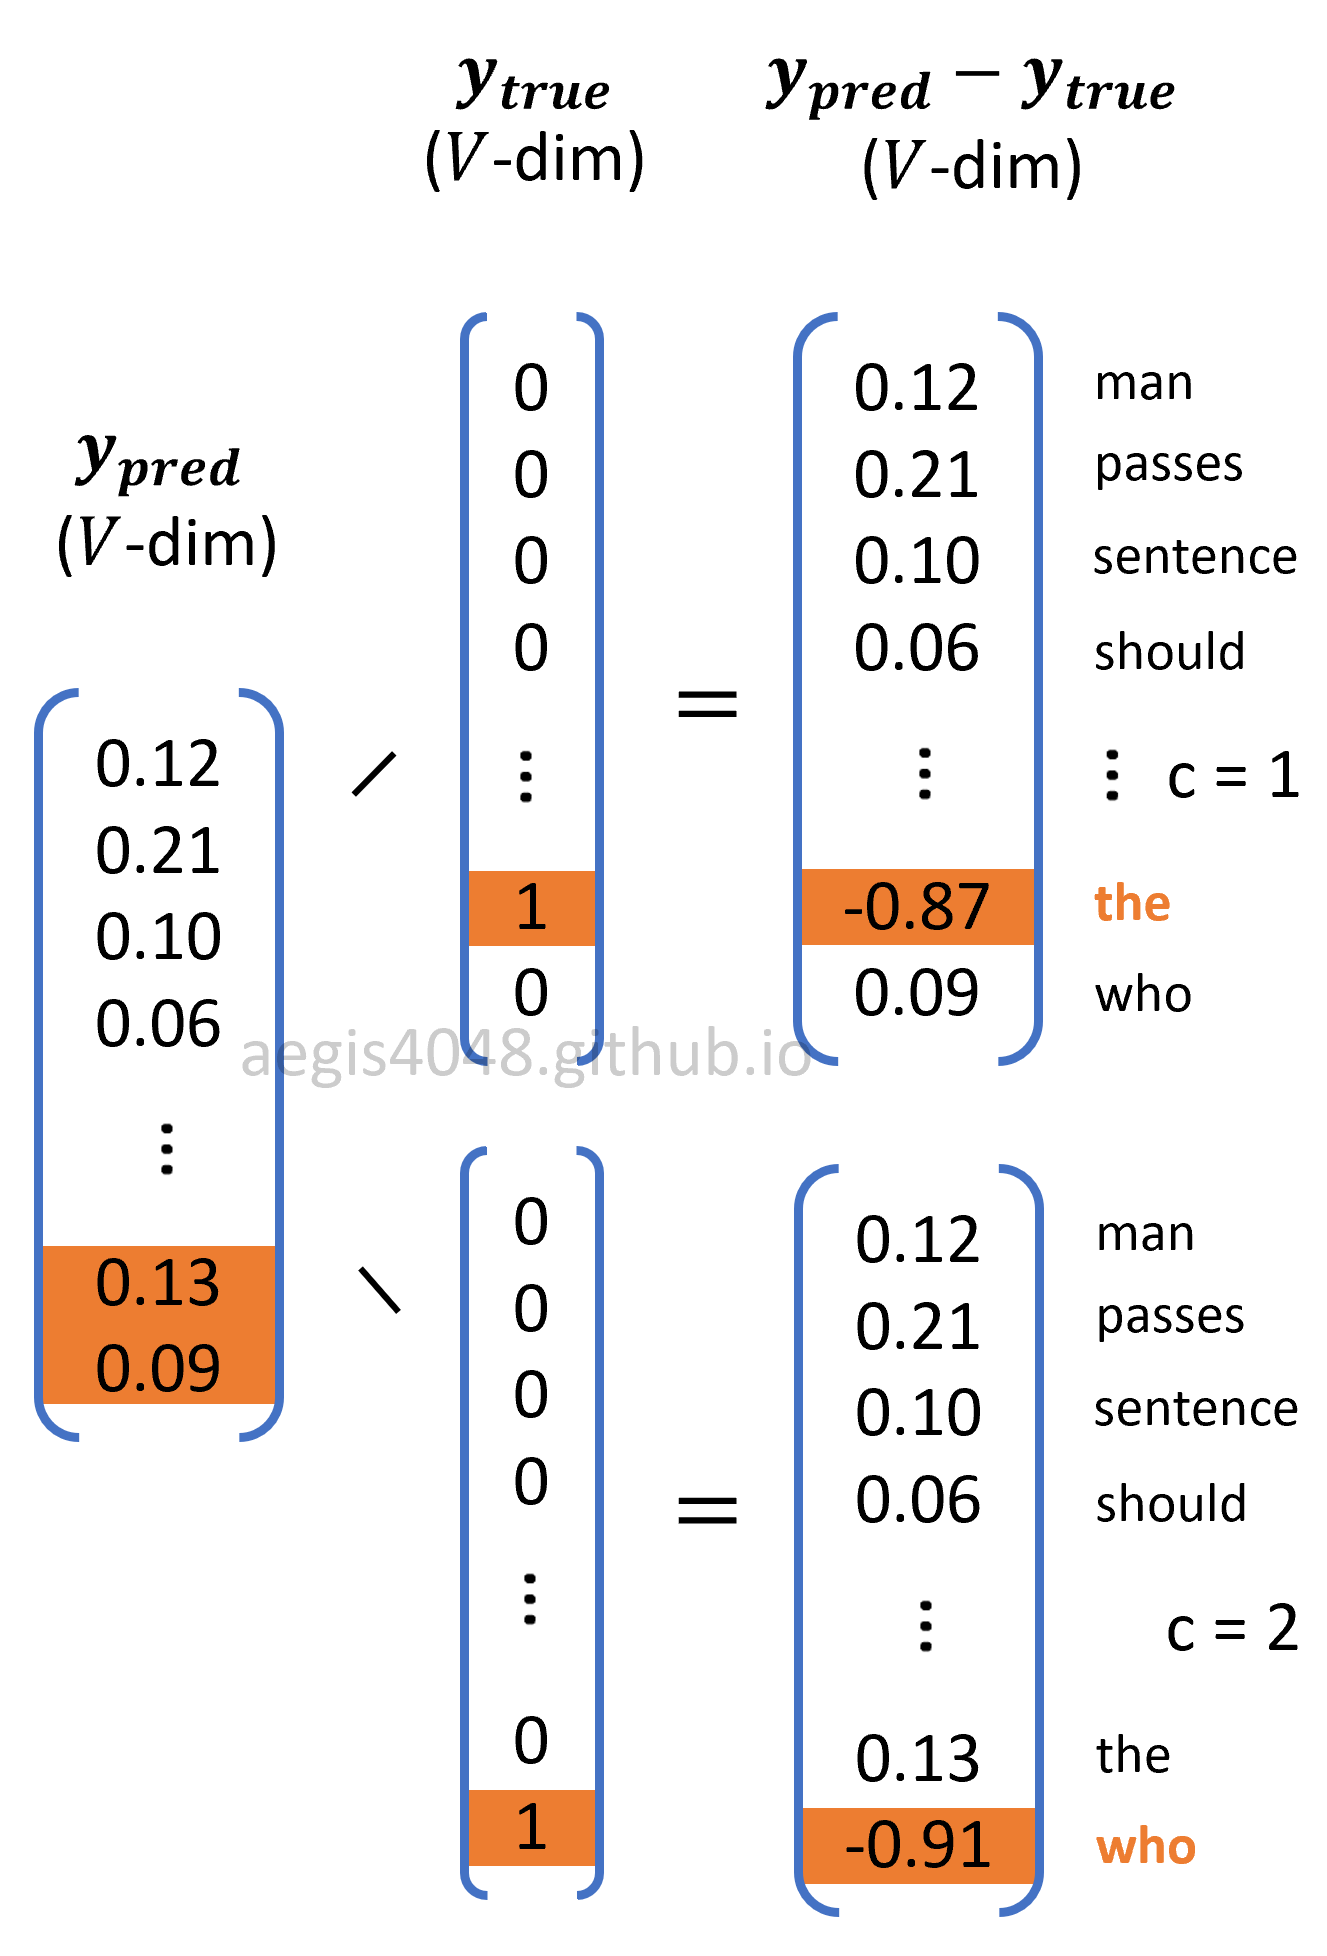 y_true
(V-dim)
y_pred − y_true
(V-dim)
y_pred
(V-dim)
0.12
0.21
0.10
0.06
⋮
0.13
0.09
0
0
0
0
⋮
1
0
=
0.12
0.21
0.10
0.06
⋮
-0.87
0.09
man
passes
sentence
should
⋮ c = 1
the
who
aegis4048.github.io
0
0
0
0
⋮
0
1
=
0.12
0.21
0.10
0.06
⋮
0.13
-0.91
man
passes
sentence
should
c = 2
the
who